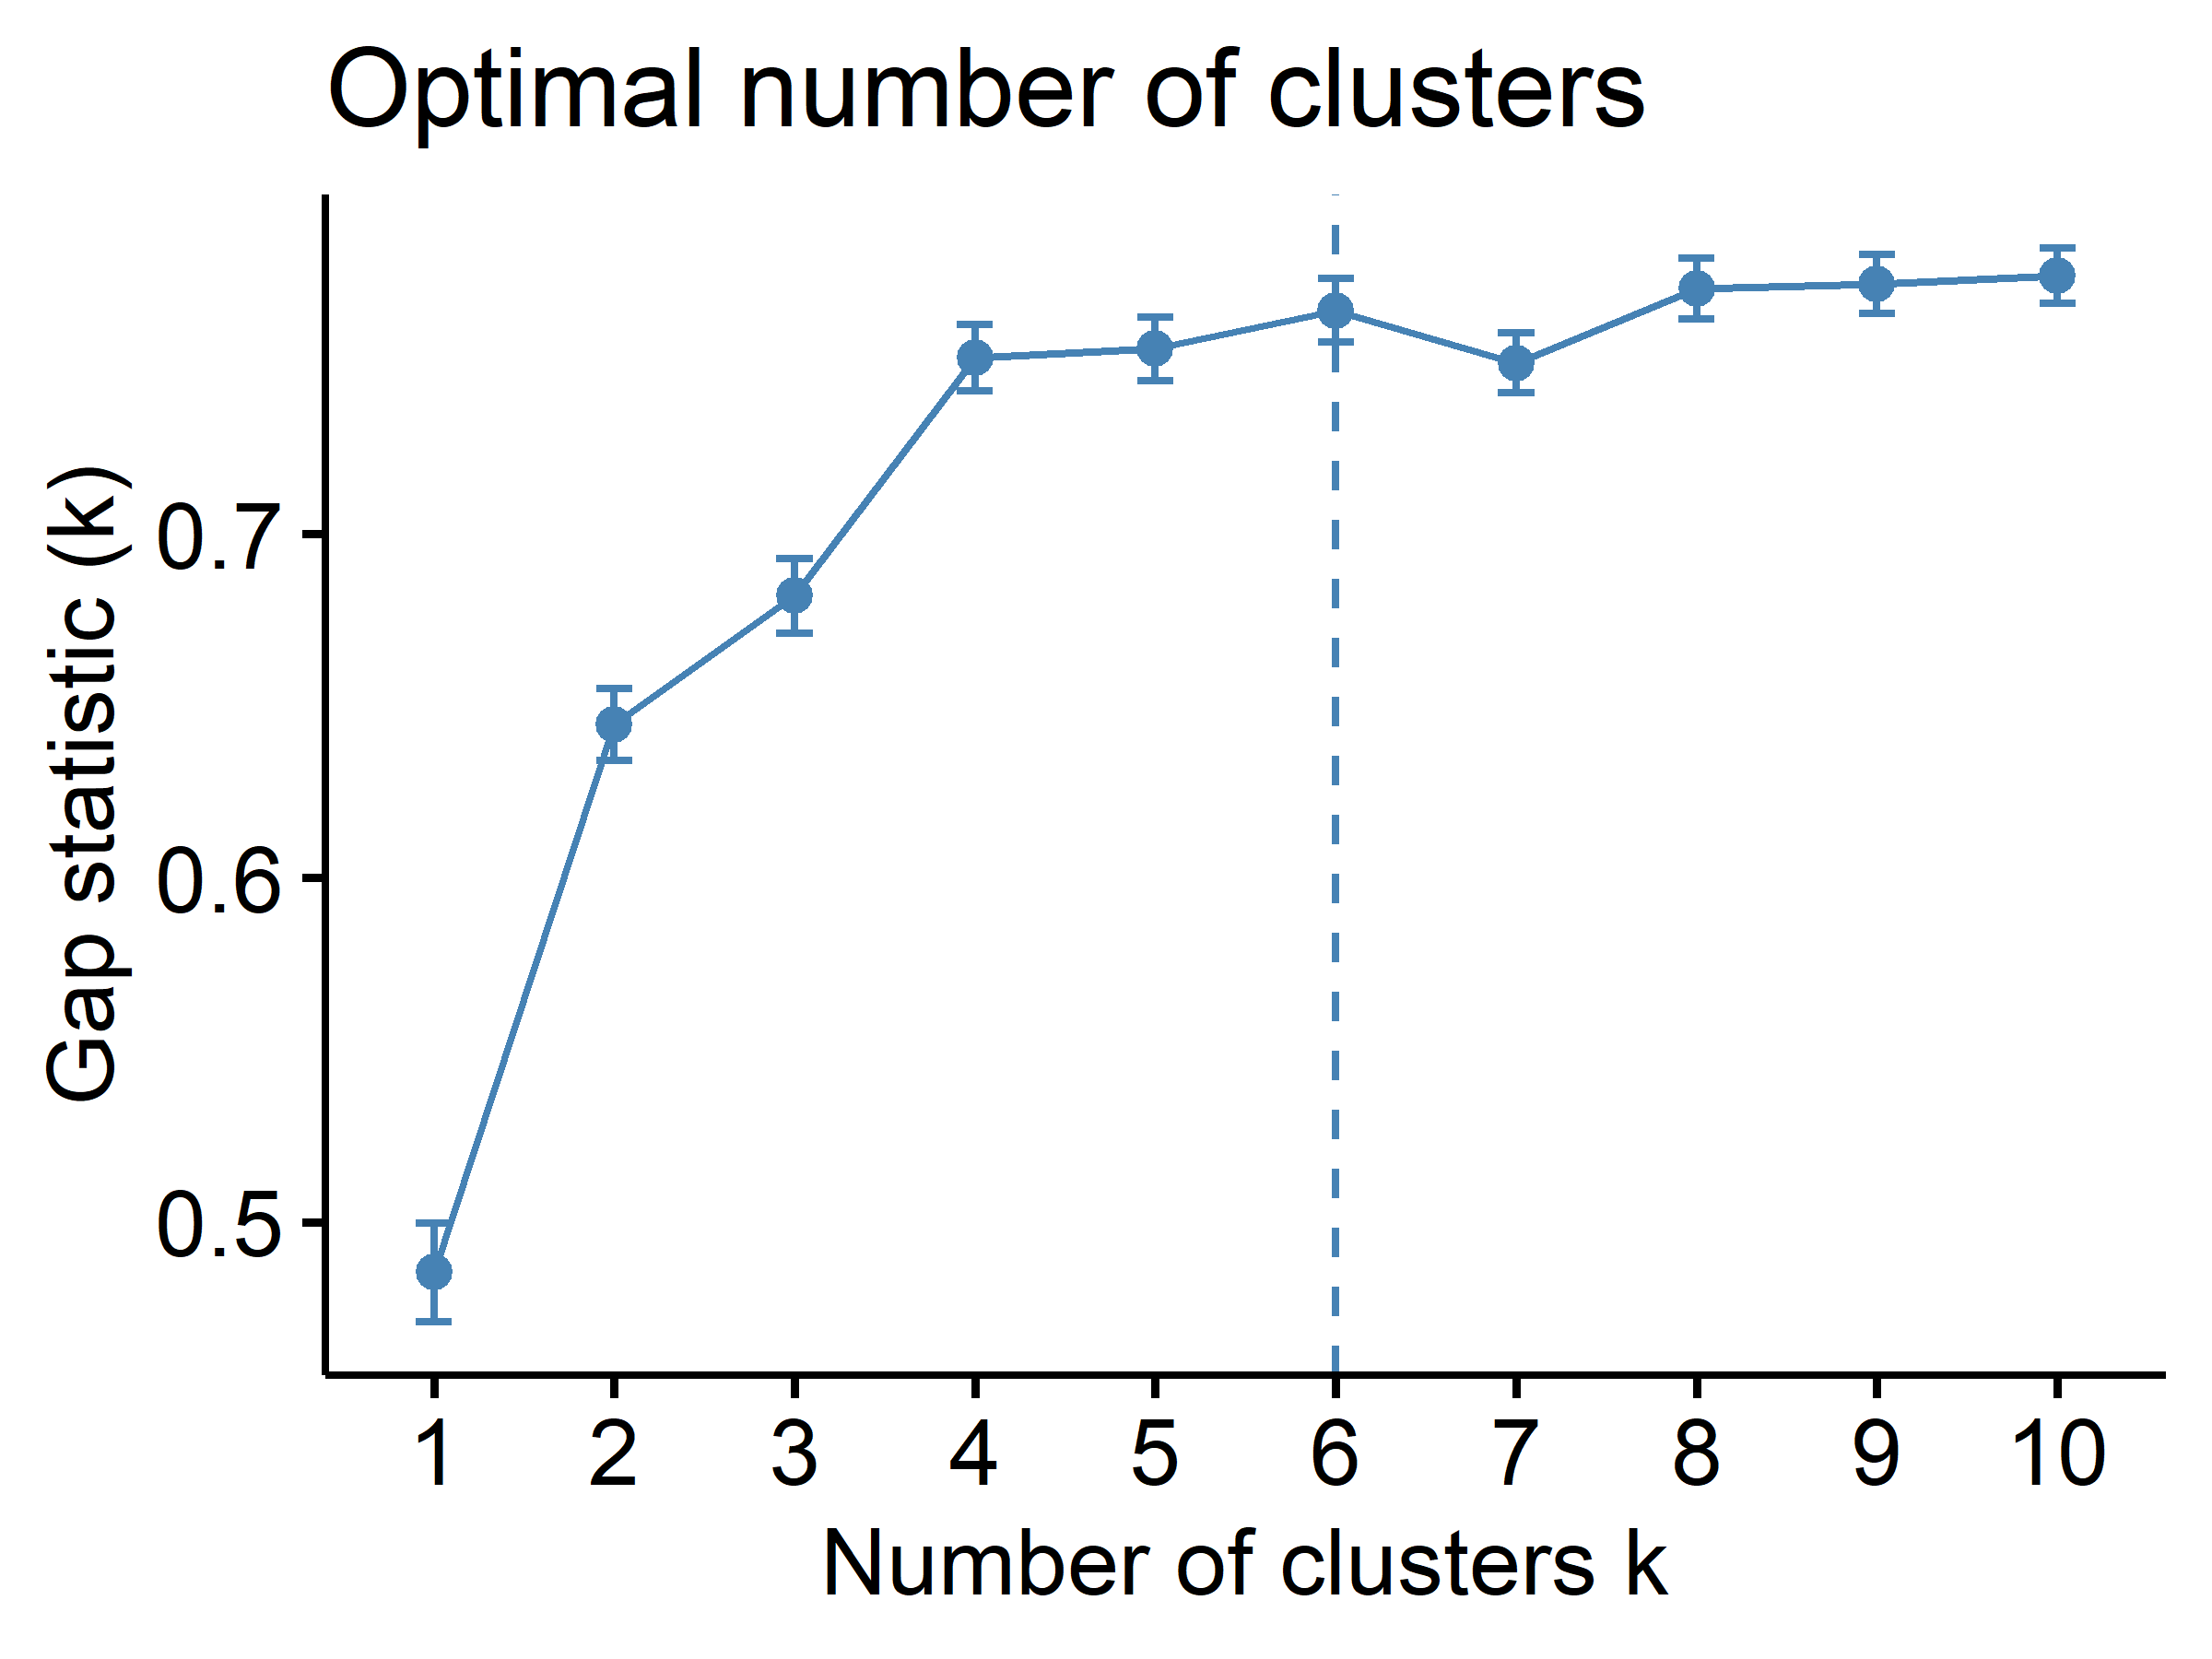 Optimal number of clusters
Gap statistic (k)
0.7
0.6
0.5
1 2 3 4 5 6 7 8 9 10
Number of clusters k